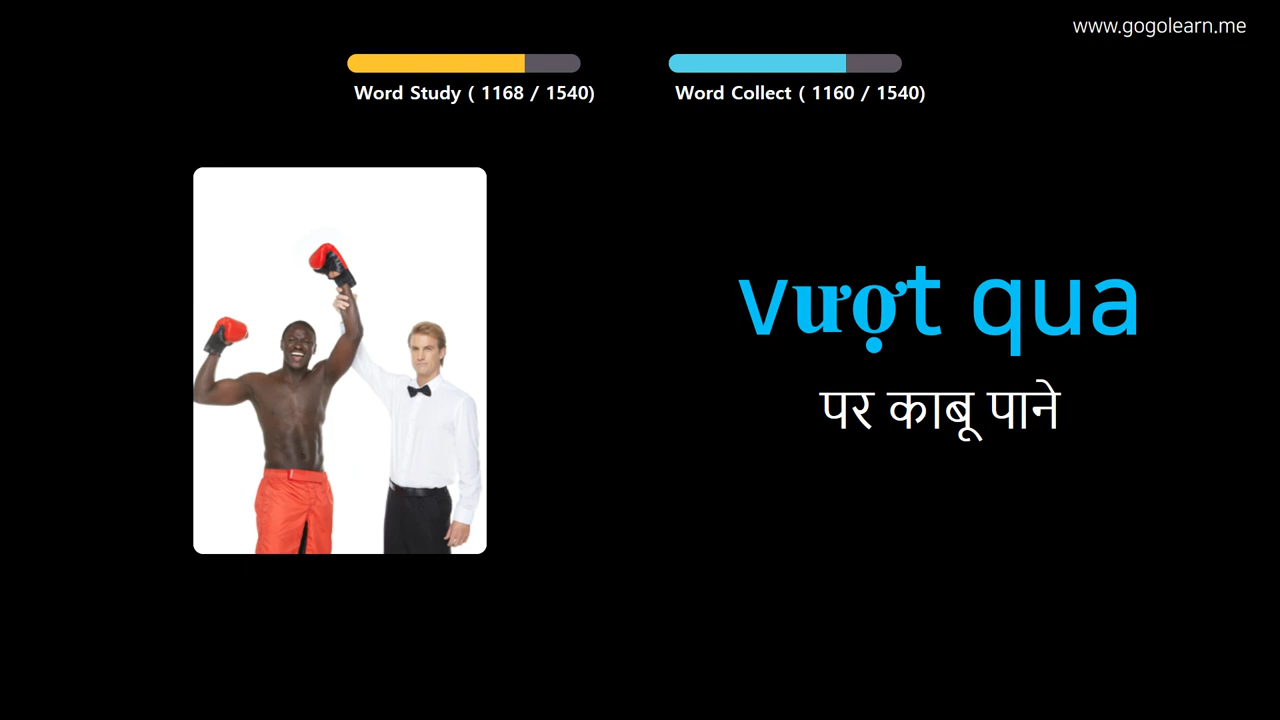 www.gogolearn.me
Word Study ( 1168 / 1540)
Word Collect ( 1160 / 1540)
vượt qua
पर काबू पाने